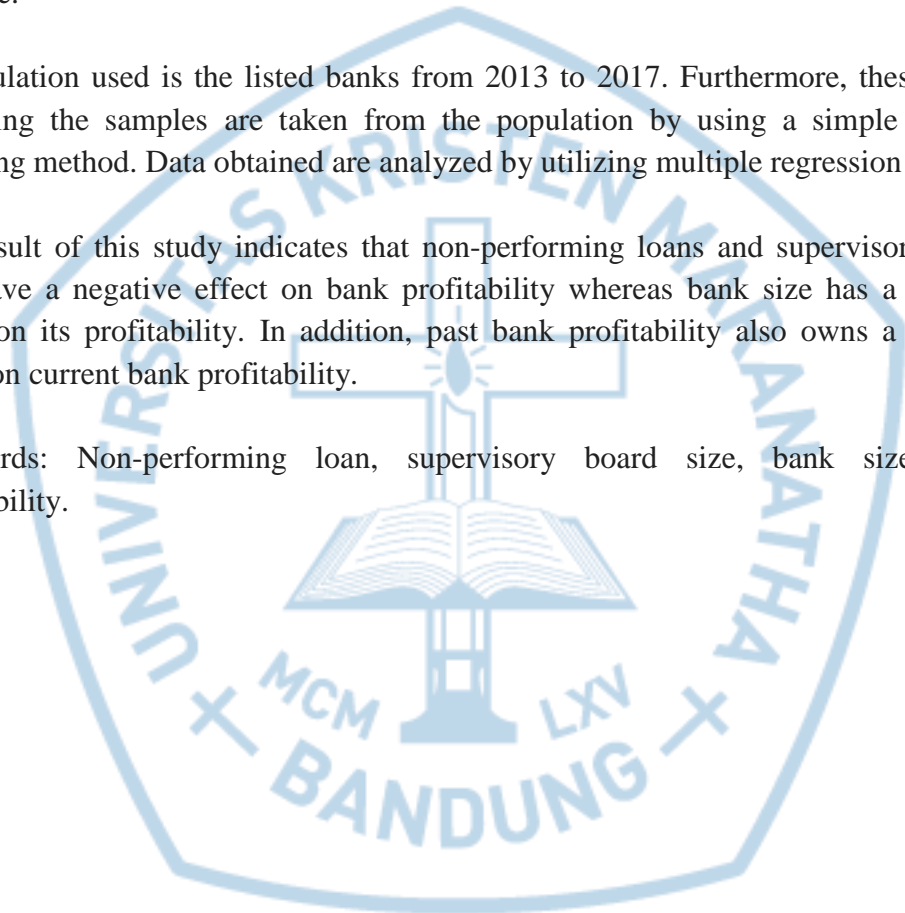 ulation used is the listed banks from 2013 to 2017. Furthermore, thes
ing the samples are taken from the population by using a simple
ng method. Data obtained are analyzed by utilizing multiple regression
sult of this study indicates that non-performing loans and supervisor
ve a negative effect on bank profitability whereas bank size has a
on its profitability. In addition, past bank profitability also owns a
on current bank profitability.
rds: Non-performing loan, supervisory board size, bank size
bility.
UNIVERSITAS KRISTEN MARANATHA
MCM LXV
BANDUNG